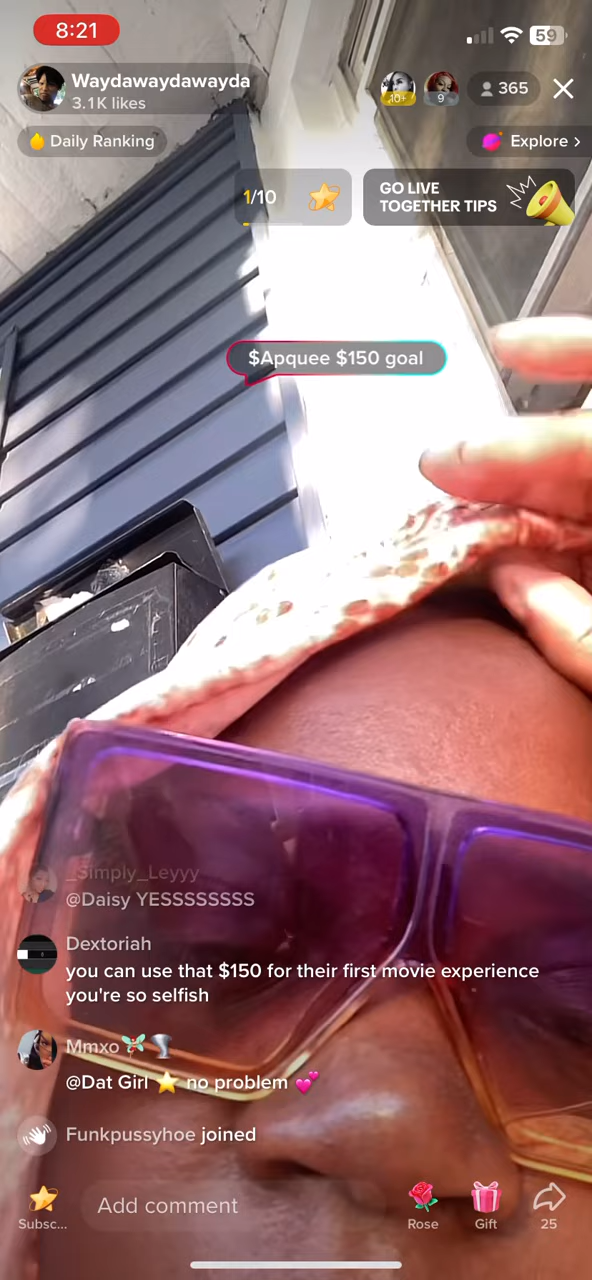 8:21
59
Waydawaydawayda
3.1K likes
10+
9
365
Daily Ranking
Explore >
1/10
GO LIVE
TOGETHER TIPS
$Apquee $150 goal
_Simply_Leyyy
@Daisy YESSSSSSSS
Dextoriah
you can use that $150 for their first movie experience
you're so selfish
Mmxo🧚🌪️
@Dat Girl ⭐ no problem 💕
Funkpussyhoe joined
Subsc...
Add comment
Rose
Gift
25